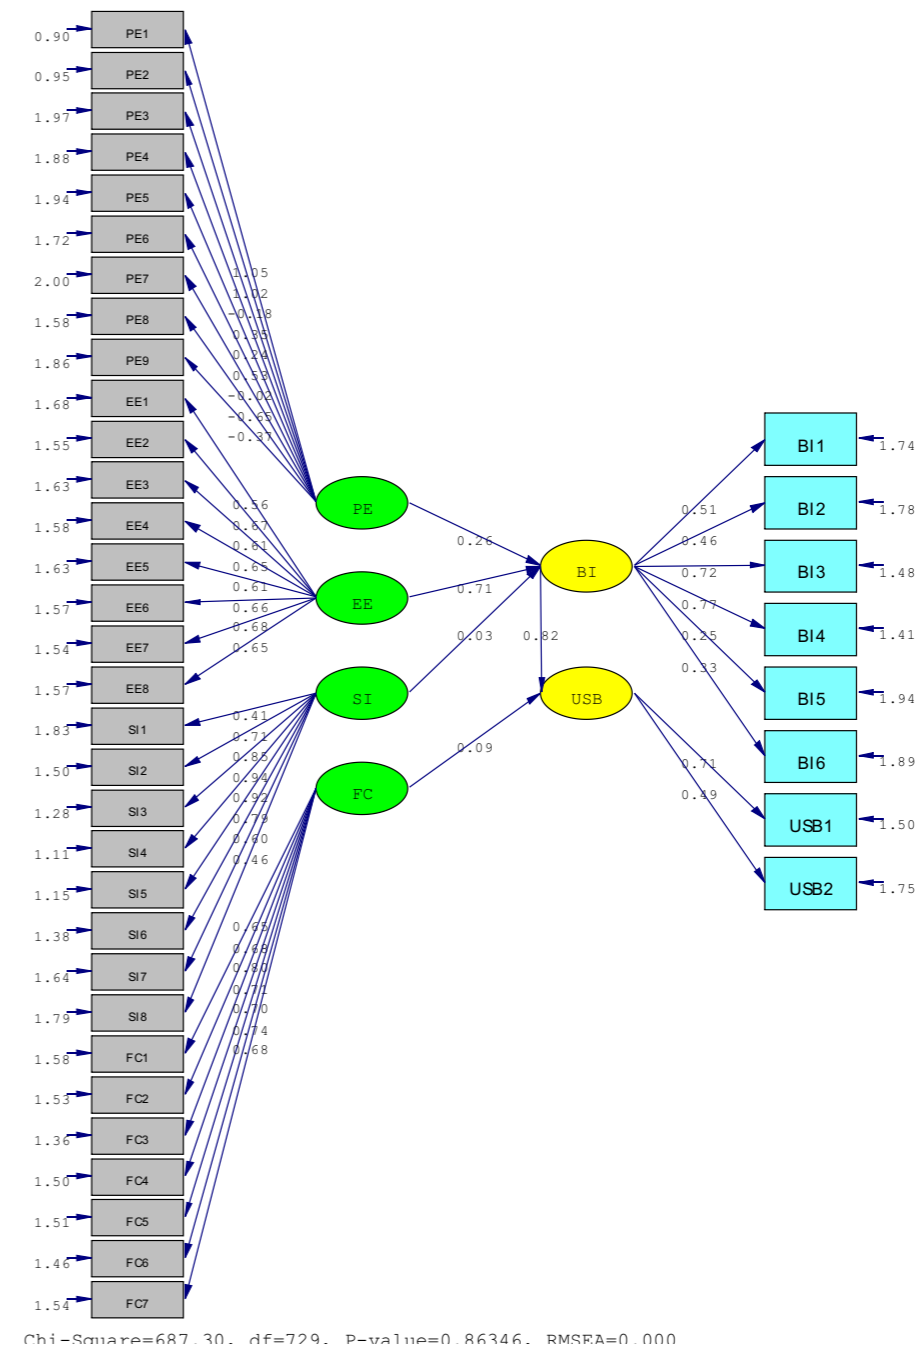 0.90 PE1
0.95 PE2
1.97 PE3
1.88 PE4
1.94 PE5
1.72 PE6
2.00 PE7
1.58 PE8
1.86 PE9
1.68 EE1
1.55 EE2
1.63 EE3
1.58 EE4
1.63 EE5
1.57 EE6
1.54 EE7
1.57 EE8
1.83 SI1
1.50 SI2
1.28 SI3
1.11 SI4
1.15 SI5
1.38 SI6
1.64 SI7
1.79 SI8
1.58 FC1
1.53 FC2
1.36 FC3
1.50 FC4
1.51 FC5
1.46 FC6
1.54 FC7
1.05
1.02
-0.18
0.35
0.24
0.53
-0.02
-0.65
-0.37
0.56
0.67
0.61
0.65
0.61
0.66
0.68
0.65
0.41
0.71
0.85
0.94
0.92
0.79
0.60
0.46
0.65
0.68
0.80
0.71
0.70
0.74
0.68
PE
EE
SI
FC
0.26
0.71
0.03
0.82
0.09
BI
USB
0.51
0.46
0.72
0.77
0.25
0.33
0.71
0.49
BI1 1.74
BI2 1.78
BI3 1.48
BI4 1.41
BI5 1.94
BI6 1.89
USB1 1.50
USB2 1.75
Chi-Square=687.30, df=729, P-value=0.86346, RMSEA=0.000